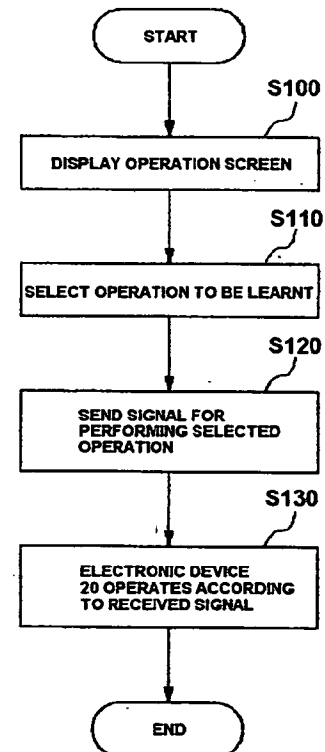 START
S100
DISPLAY OPERATION SCREEN
S110
SELECT OPERATION TO BE LEARNT
S120
SEND SIGNAL FOR
PERFORMING SELECTED
OPERATION
S130
ELECTRONIC DEVICE
20 OPERATES ACCORDING
TO RECEIVED SIGNAL
END